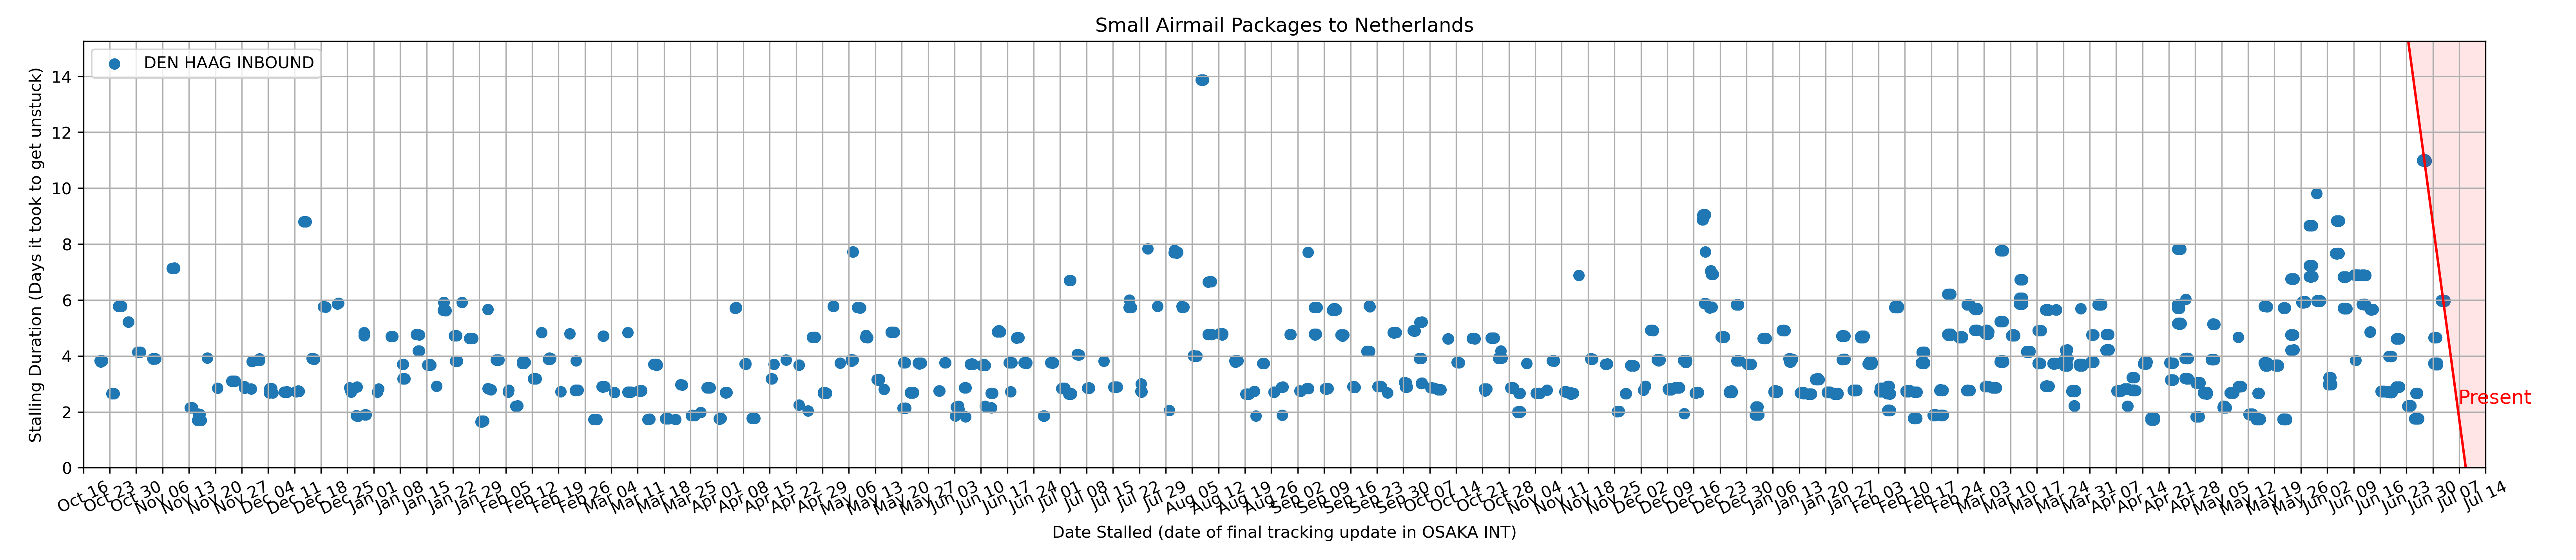 Small Airmail Packages to Netherlands
DEN HAAG INBOUND
Stalling Duration (Days it took to get unstuck)
14
12
10
8
6
4
2
0
Present
Oct 16
Oct 23
Oct 30
Nov 06
Nov 13
Nov 20
Nov 27
Dec 04
Dec 11
Dec 18
Dec 25
Jan 01
Jan 08
Jan 15
Jan 22
Jan 29
Feb 05
Feb 12
Feb 19
Feb 26
Mar 04
Mar 11
Mar 18
Mar 25
Apr 01
Apr 08
Apr 15
Apr 22
Apr 29
May 06
May 13
May 20
May 27
Jun 03
Jun 10
Jun 17
Jun 24
Jul 01
Jul 08
Jul 15
Jul 22
Jul 29
Aug 05
Aug 12
Aug 19
Aug 26
Sep 02
Sep 09
Sep 16
Sep 23
Sep 30
Oct 07
Oct 14
Oct 21
Oct 28
Nov 04
Nov 11
Nov 18
Nov 25
Dec 02
Dec 09
Dec 16
Dec 23
Dec 30
Jan 06
Jan 13
Jan 20
Jan 27
Feb 03
Feb 10
Feb 17
Feb 24
Mar 03
Mar 10
Mar 17
Mar 24
Mar 31
Apr 07
Apr 14
Apr 21
Apr 28
May 05
May 12
May 19
May 26
Jun 02
Jun 09
Jun 16
Jun 23
Jun 30
Jul 07
Jul 14
Date Stalled (date of final tracking update in OSAKA INT)